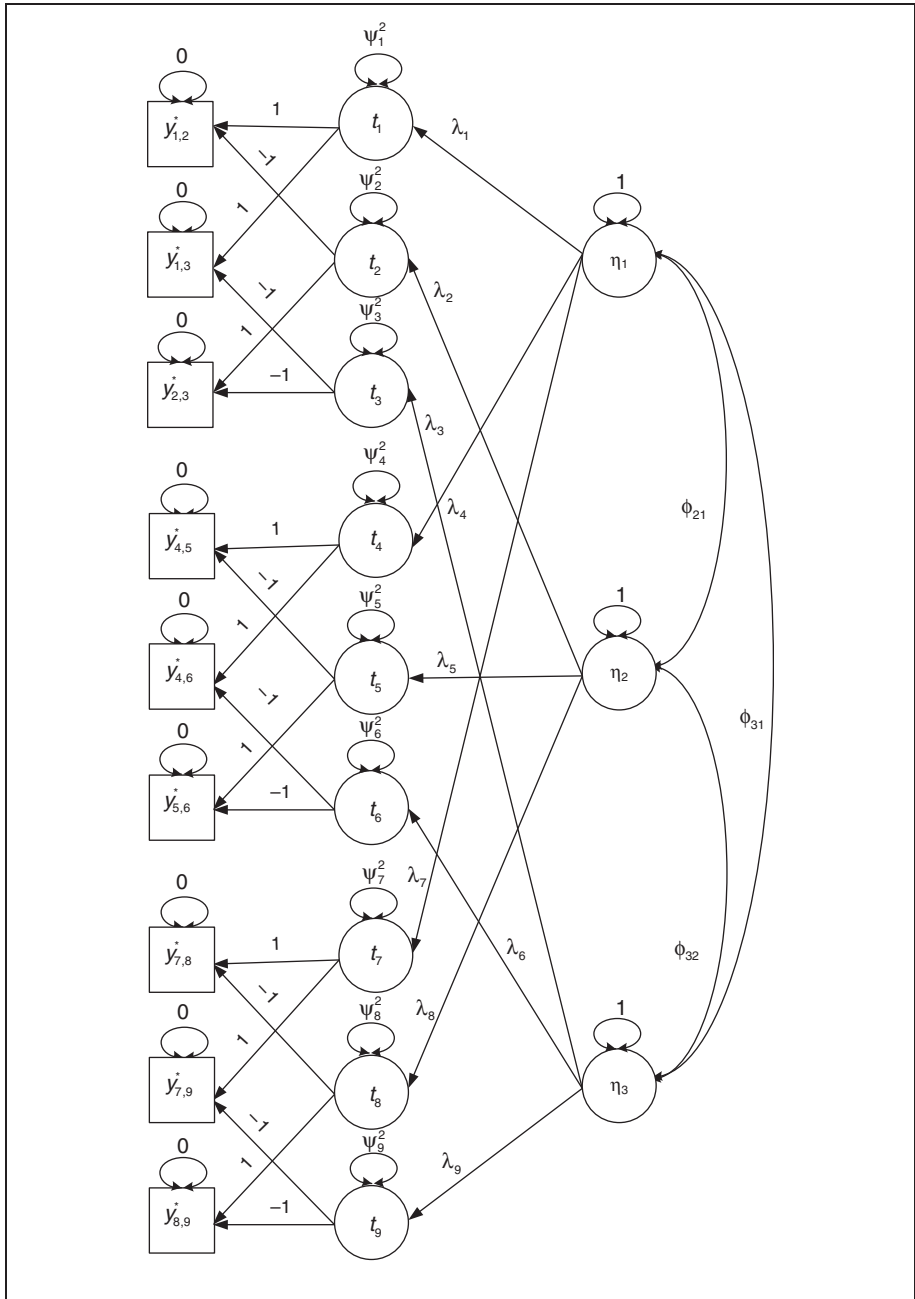 ψ₁²
0
1
y*₁,₂
t₁
λ₁
–1
ψ₂²
0
1
1
y*₁,₃
t₂
η₁
–1
λ₂
ψ₃²
0
1
y*₂,₃
–1
t₃
λ₃
ψ₄²
0
λ₄
1
y*₄,₅
t₄
ϕ₂₁
–1
ψ₅²
0
1
1
y*₄,₆
t₅
λ₅
η₂
–1
ψ₆²
ϕ₃₁
0
1
y*₅,₆
–1
t₆
ψ₇²
λ₇
0
1
y*₇,₈
t₇
λ₆
ϕ₃₂
–1
ψ₈²
λ₈
0
1
1
y*₇,₉
t₈
η₃
–1
ψ₉²
0
1
λ₉
y*₈,₉
–1
t₉